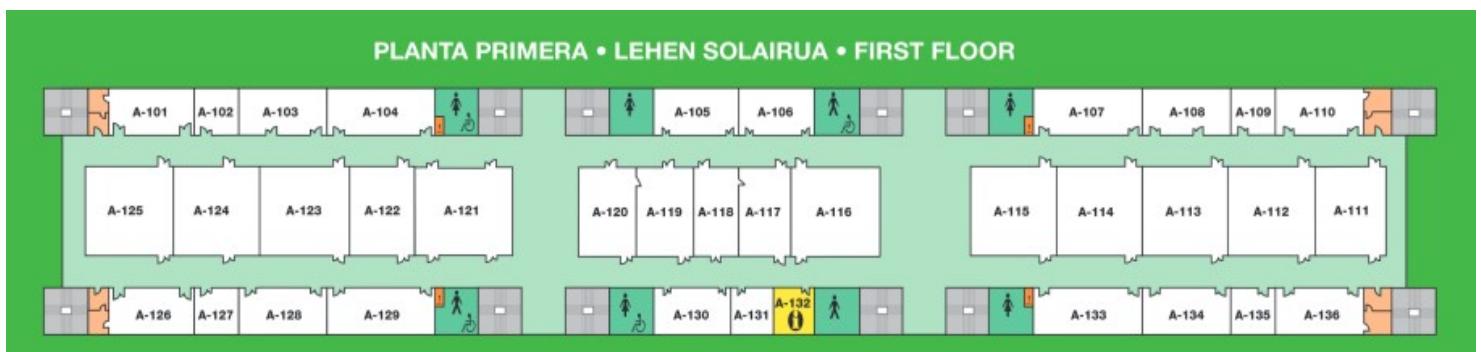 PLANTA PRIMERA • LEHEN SOLAIRUA • FIRST FLOOR
A-101 A-102 A-103 A-104 A-105 A-106 A-107 A-108 A-109 A-110
A-125 A-124 A-123 A-122 A-121 A-120 A-119 A-118 A-117 A-116 A-115 A-114 A-113 A-112 A-111
A-126 A-127 A-128 A-129 A-130 A-131 A-132 A-133 A-134 A-135 A-136